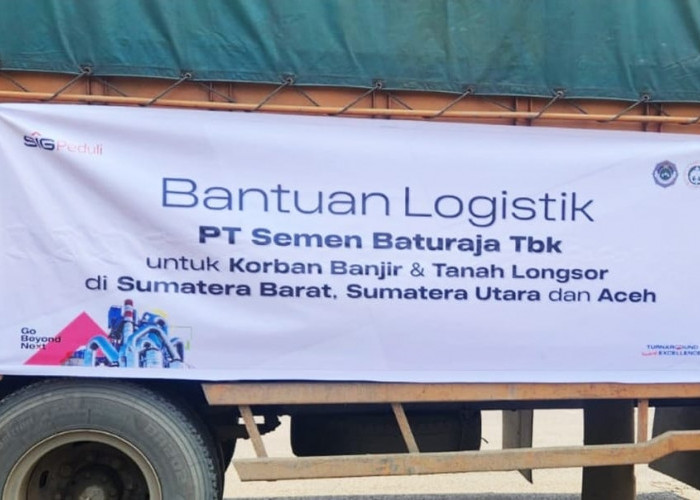 SIG Peduli
Bantuan Logistik
PT Semen Baturaja Tbk
untuk Korban Banjir & Tanah Longsor
di Sumatera Barat, Sumatera Utara dan Aceh
Go
Beyond
Next
EXCELLENCE